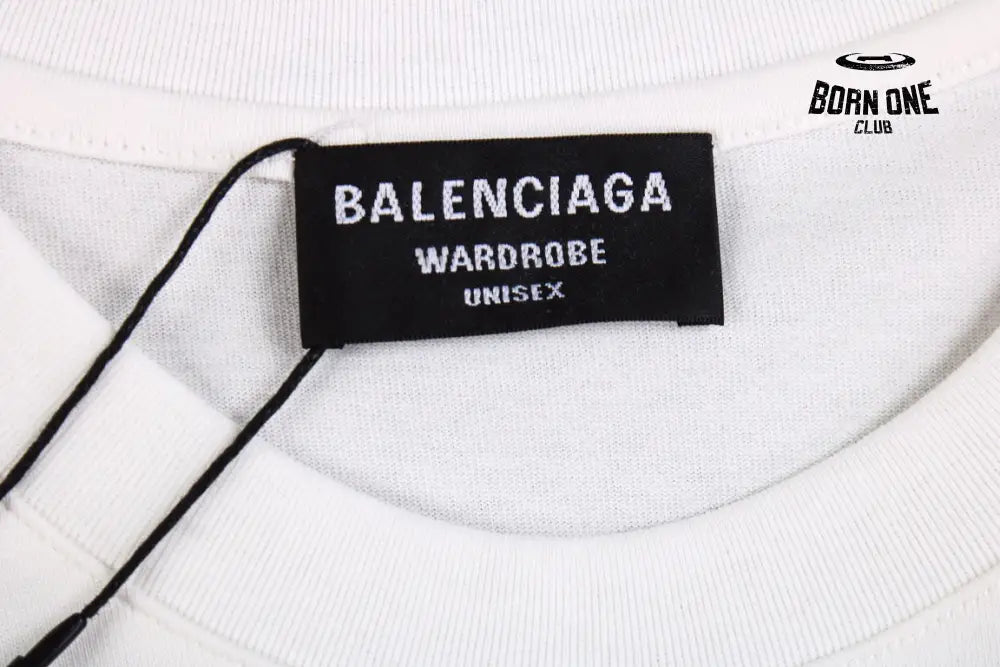 BORN ONE
CLUB
BALENCIAGA
WARDROBE
UNISEX